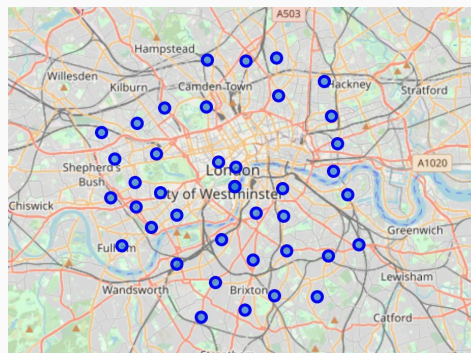 A503
Hampstead
Willesden
Kilburn
Camden Town
Hackney
Stratford
A1020
Shepherd's
Bush
London
City of Westminster
Chiswick
Greenwich
Fulham
Wandsworth
Brixton
Lewisham
Catford